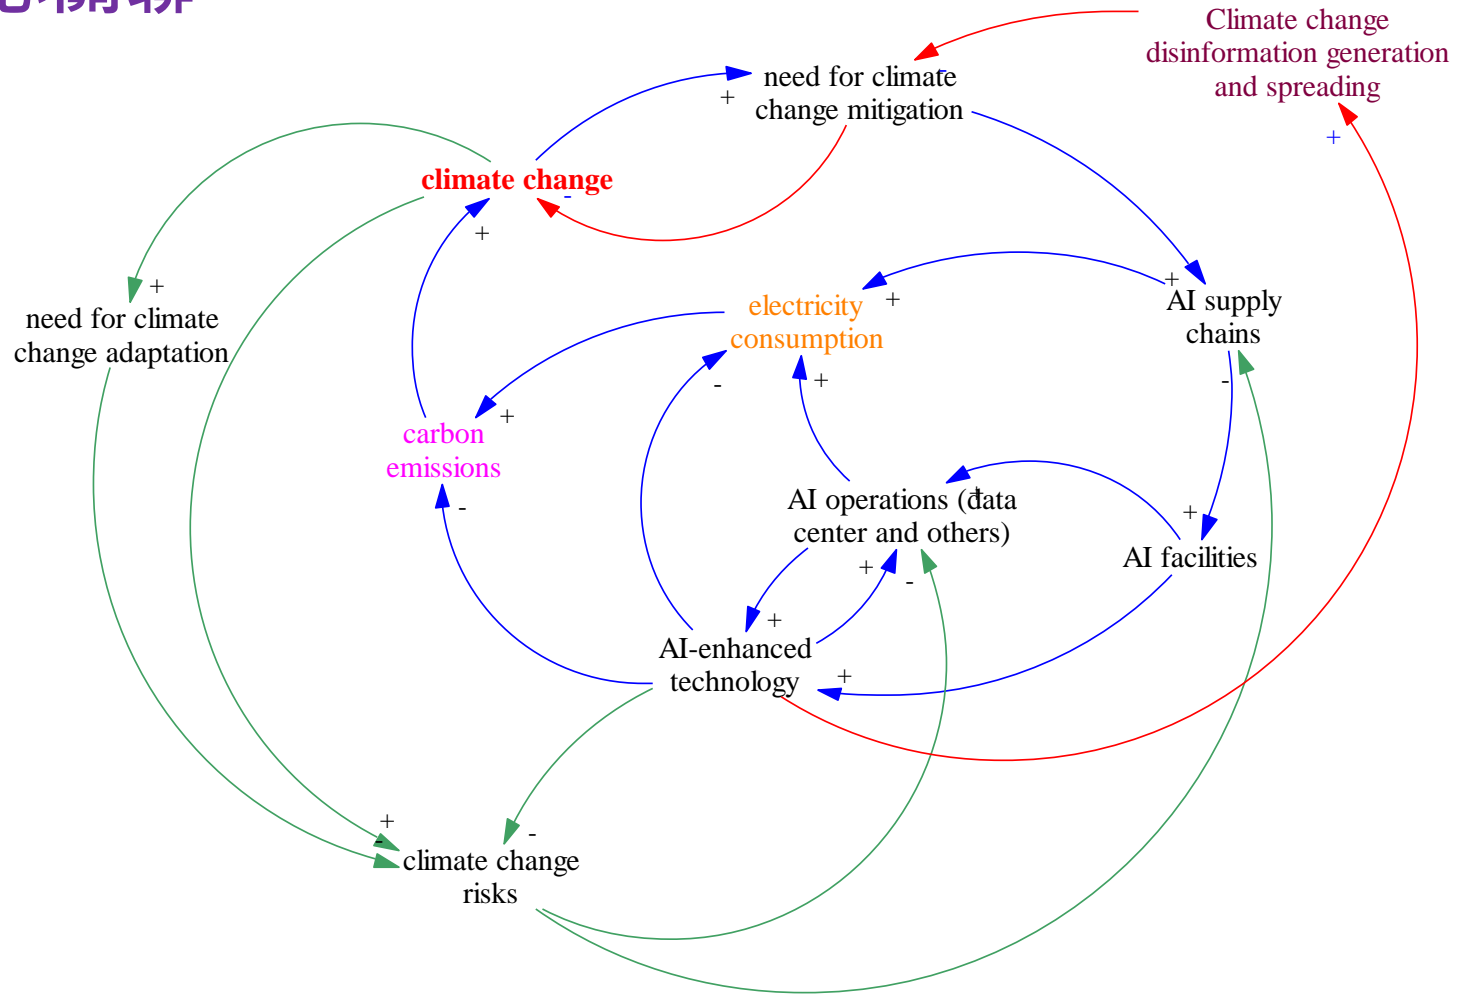 Climate change
disinformation generation
and spreading
need for climate
change mitigation
climate change
need for climate
change adaptation
electricity
consumption
AI supply
chains
carbon
emissions
AI operations (data
center and others)
AI facilities
AI-enhanced
technology
climate change
risks